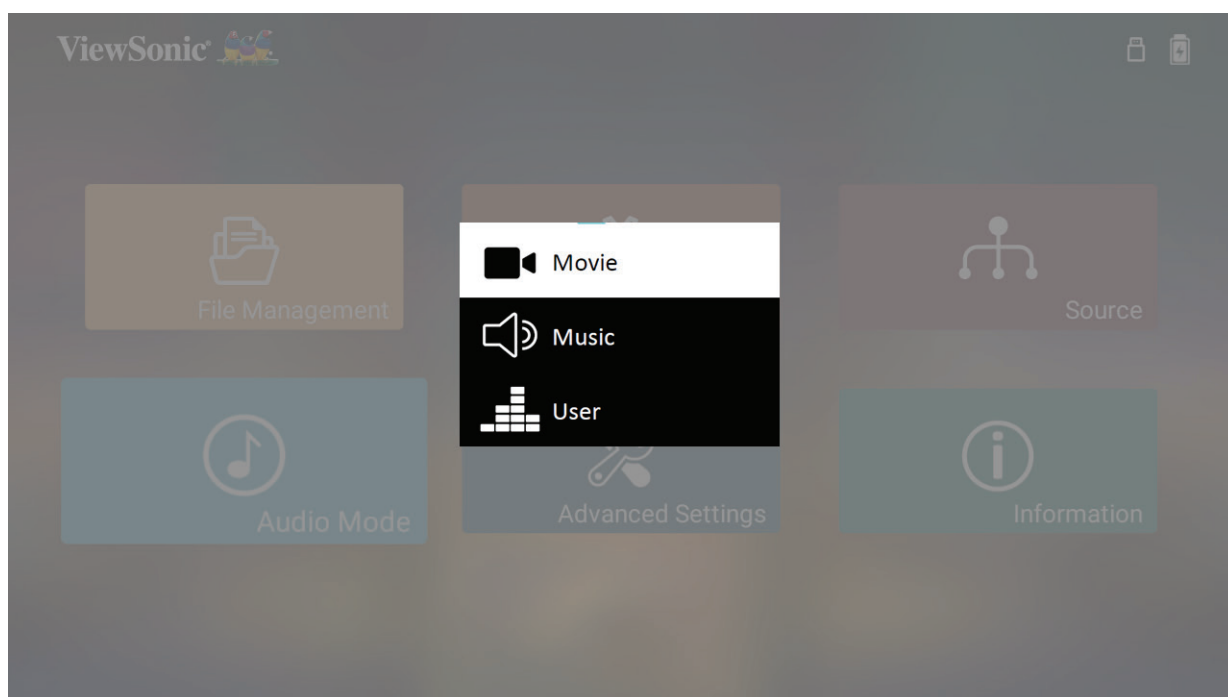 ViewSonic®
Movie
File Management
Music
Source
User
Audio Mode
Advanced Settings
Information